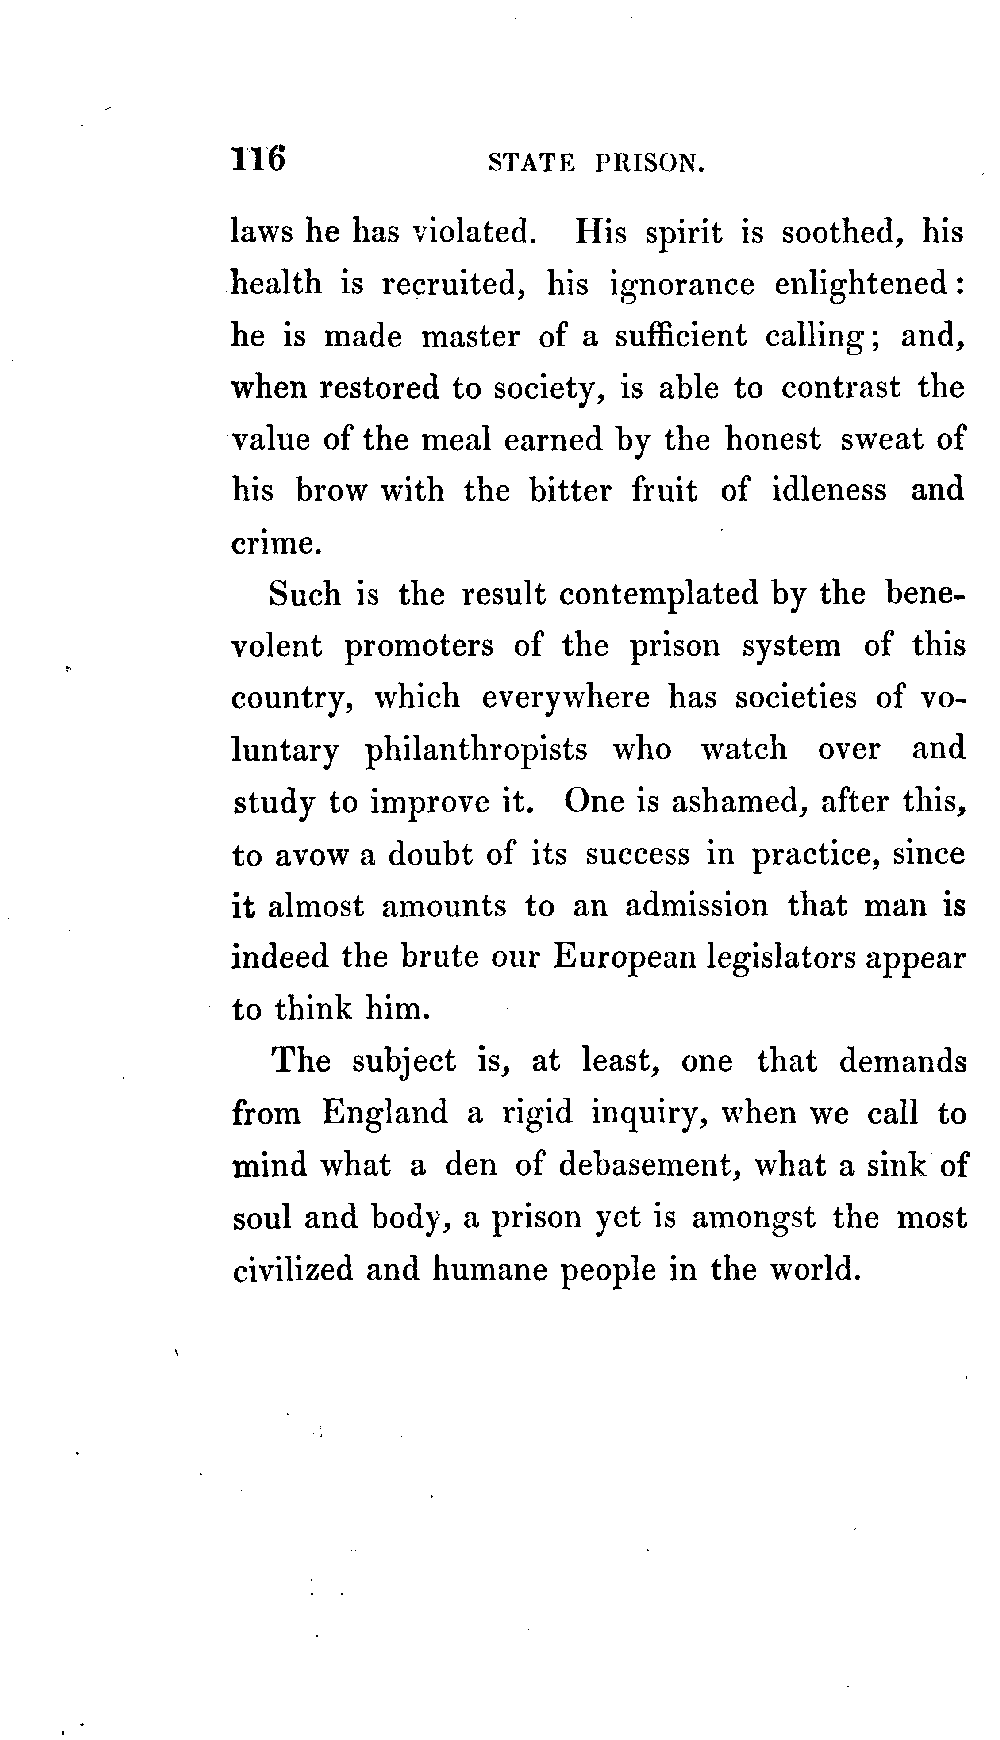 116 STATE PRISON.
laws he has violated. His spirit is soothed, his
health is recruited, his ignorance enlightened :
he is made master of a sufficient calling ; and,
when restored to society, is able to contrast the
value of the meal earned by the honest sweat of
his brow with the bitter fruit of idleness and
crime.
Such is the result contemplated by the bene-
volent promoters of the prison system of this
country, which everywhere has societies of vo-
luntary philanthropists who watch over and
study to improve it. One is ashamed, after this,
to avow a doubt of its success in practice, since
it almost amounts to an admission that man is
indeed the brute our European legislators appear
to think him.
The subject is, at least, one that demands
from England a rigid inquiry, when we call to
mind what a den of debasement, what a sink of
soul and body, a prison yet is amongst the most
civilized and humane people in the world.